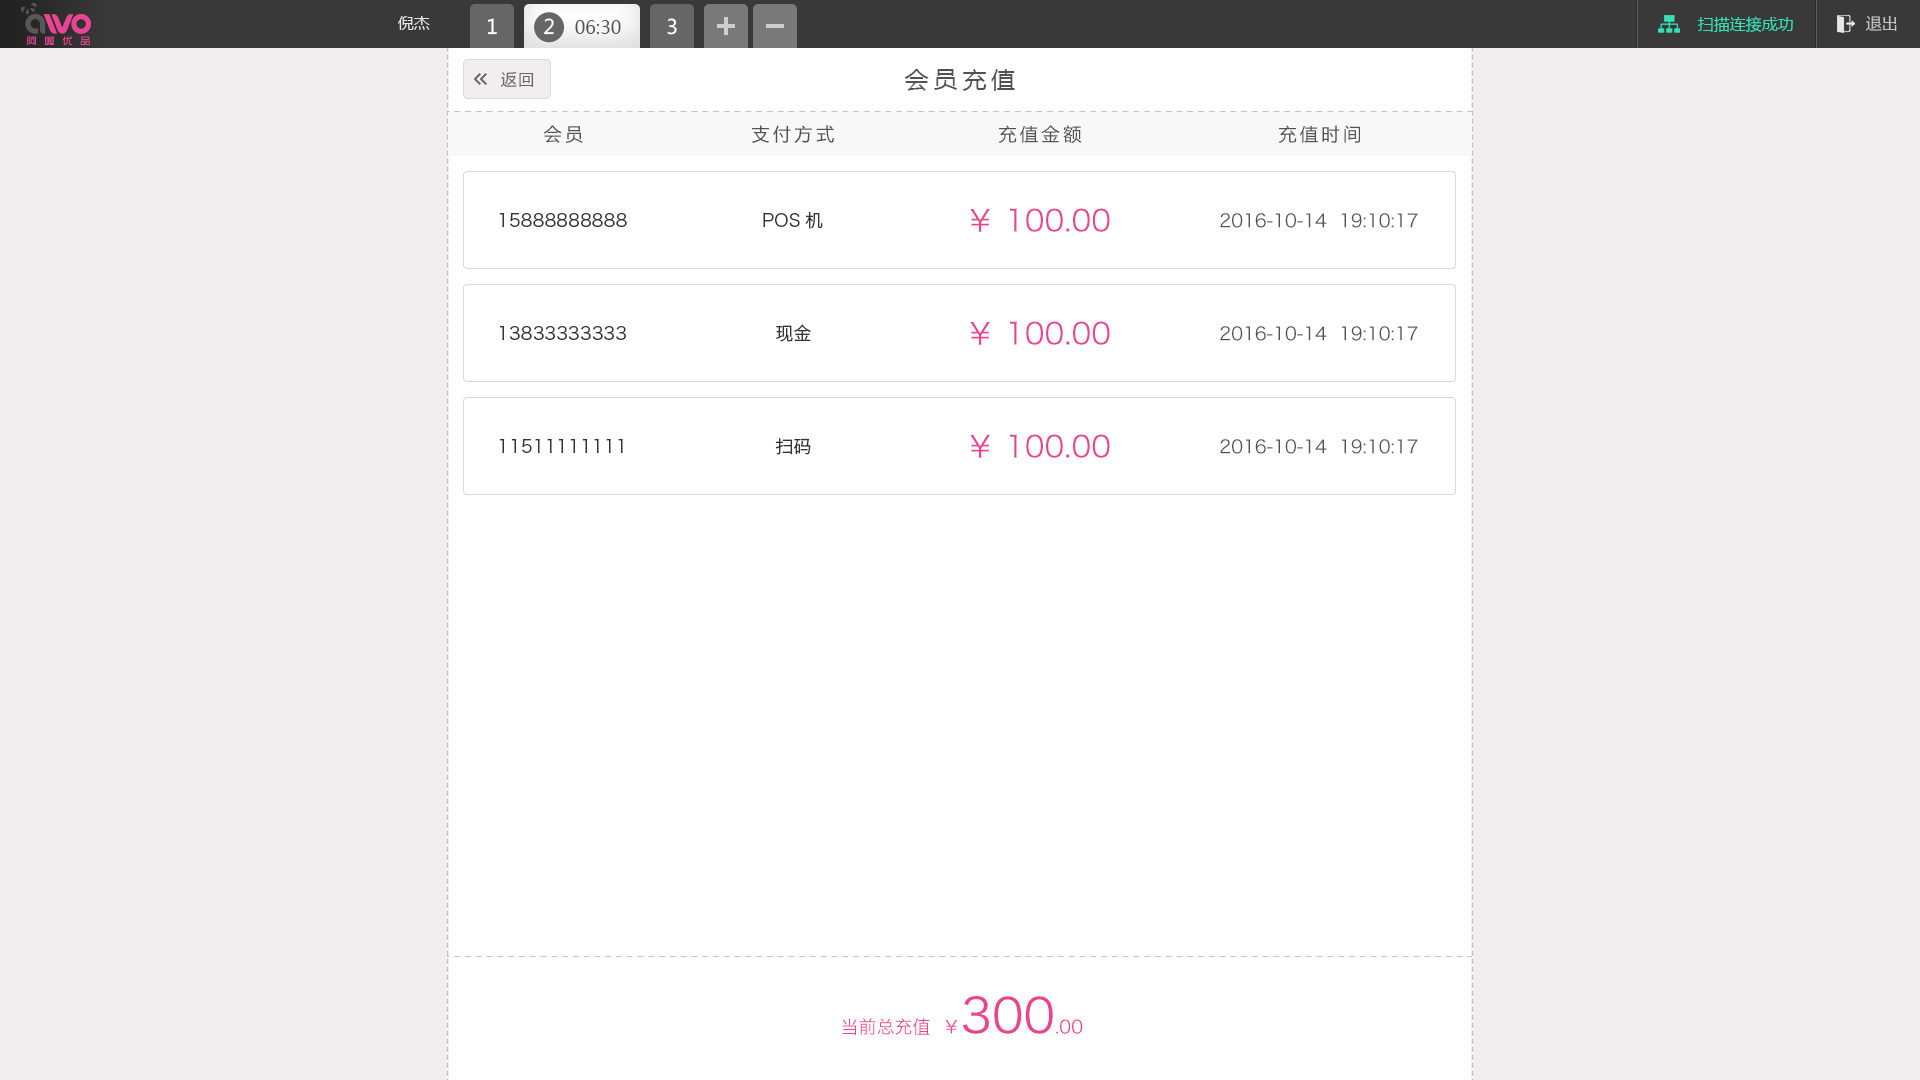 awo
阿喔优品
倪杰
1
2 06:30
3
+
−
扫描连接成功
退出
返回
会员充值
会员 支付方式 充值金额 充值时间
15888888888 POS 机 ¥ 100.00 2016-10-14 19:10:17
13833333333 现金 ¥ 100.00 2016-10-14 19:10:17
11511111111 扫码 ¥ 100.00 2016-10-14 19:10:17
当前总充值 ¥300.00